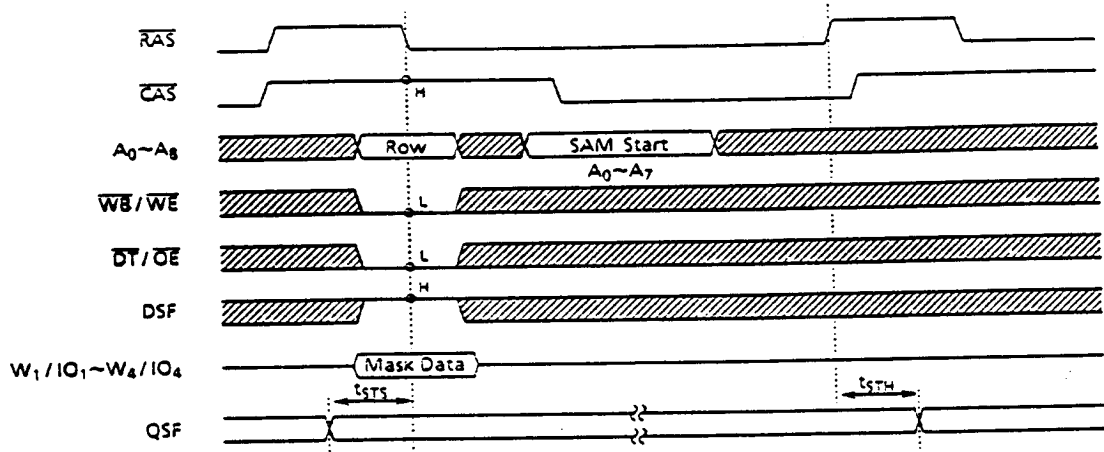 RAS
CAS
H
A₀~A₈
Row
SAM Start
A₀~A₇
WB/WE
L
DT/OE
L
H
DSF
W₁/IO₁~W₄/IO₄
Mask Data
tSTS
tSTH
QSF